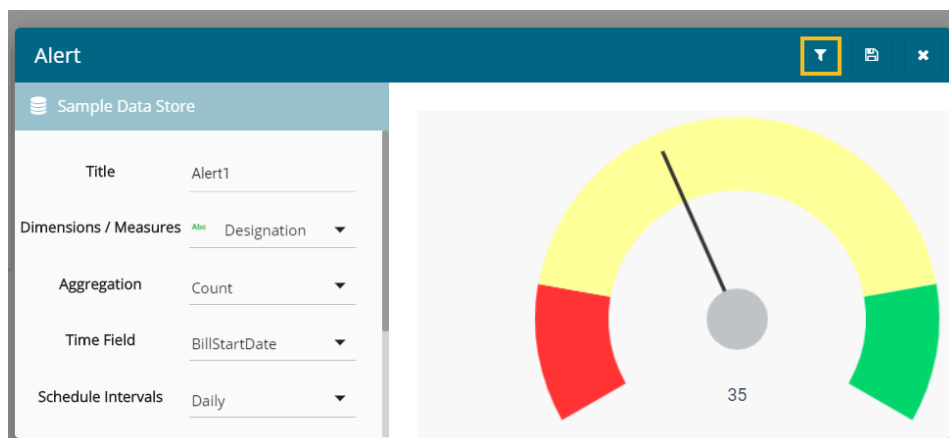 Alert
Sample Data Store
Title Alert1
Dimensions / Measures Abc Designation
Aggregation Count
Time Field BillStartDate
Schedule Intervals Daily
35